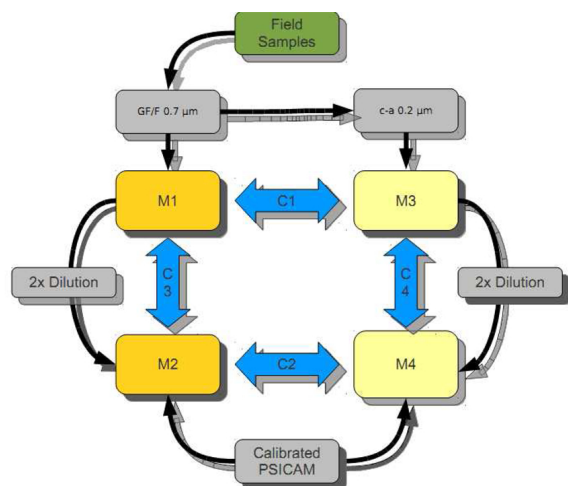 Field
Samples
GF/F 0.7 µm
c-a 0.2 µm
M1
C1
M3
2x Dilution
C
3
C
4
2x Dilution
M2
C2
M4
Calibrated
PSICAM